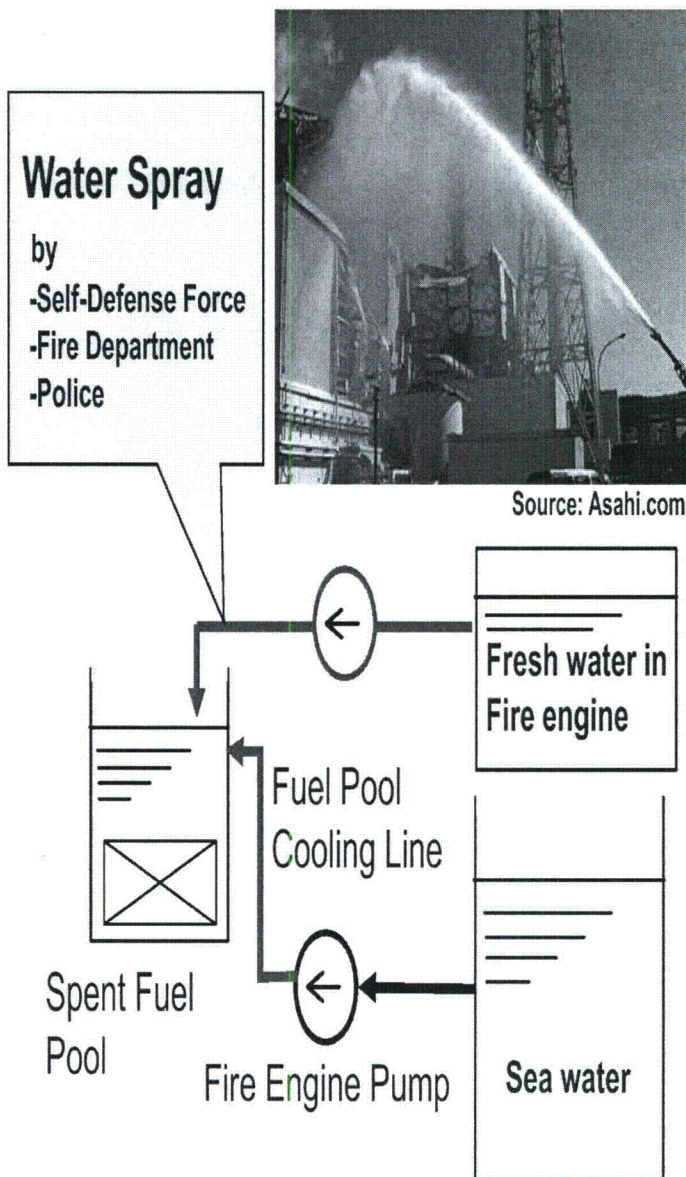 Water Spray
by
-Self-Defense Force
-Fire Department
-Police
Source: Asahi.com
Fresh water in
Fire engine
Fuel Pool
Cooling Line
Spent Fuel
Pool
Fire Engine Pump
Sea water